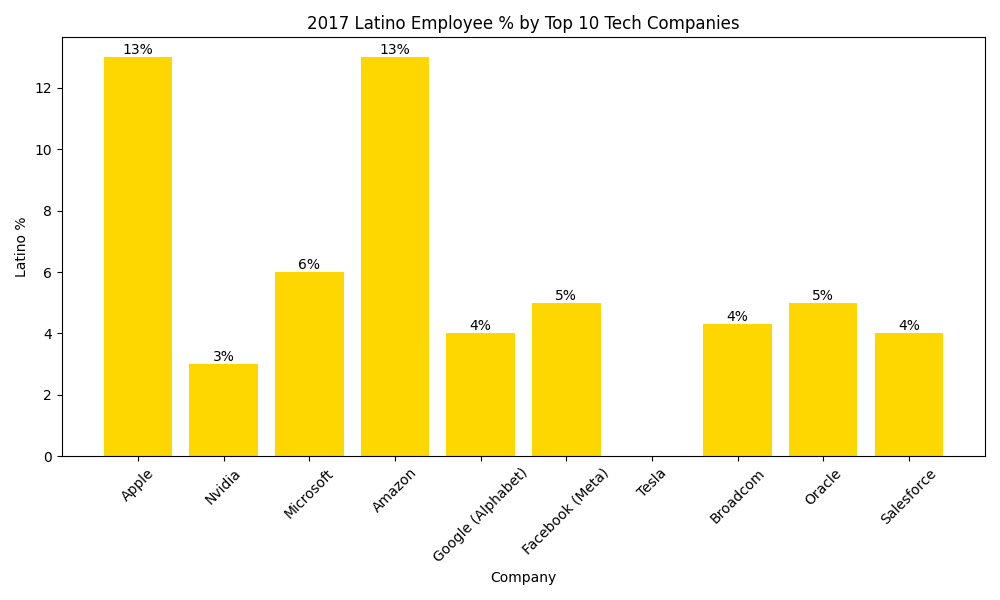 2017 Latino Employee % by Top 10 Tech Companies
13%
3%
6%
13%
4%
5%
4%
5%
4%
12
10
8
6
4
2
0
Latino %
Apple
Nvidia
Microsoft
Amazon
Google (Alphabet)
Facebook (Meta)
Tesla
Broadcom
Oracle
Salesforce
Company